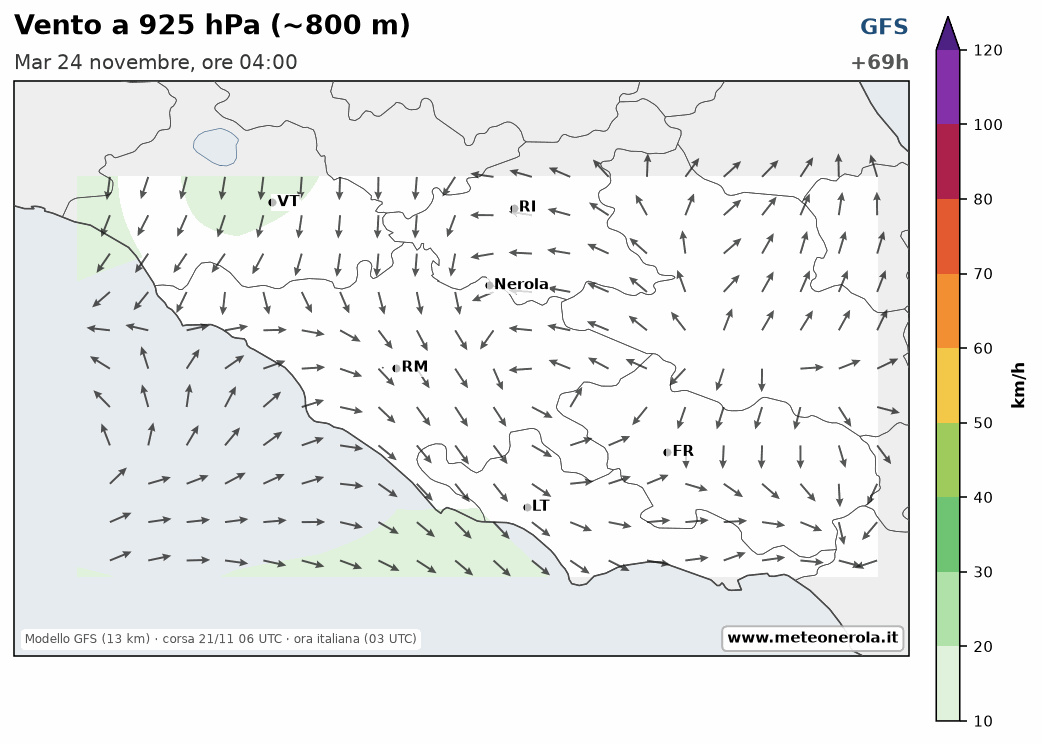 Vento a 925 hPa (~800 m)
GFS
Mar 24 novembre, ore 04:00
+69h
120
100
80
70
60
50
40
30
20
10
km/h
VT
RI
Nerola
RM
FR
LT
Modello GFS (13 km) · corsa 21/11 06 UTC · ora italiana (03 UTC)
www.meteonerola.it